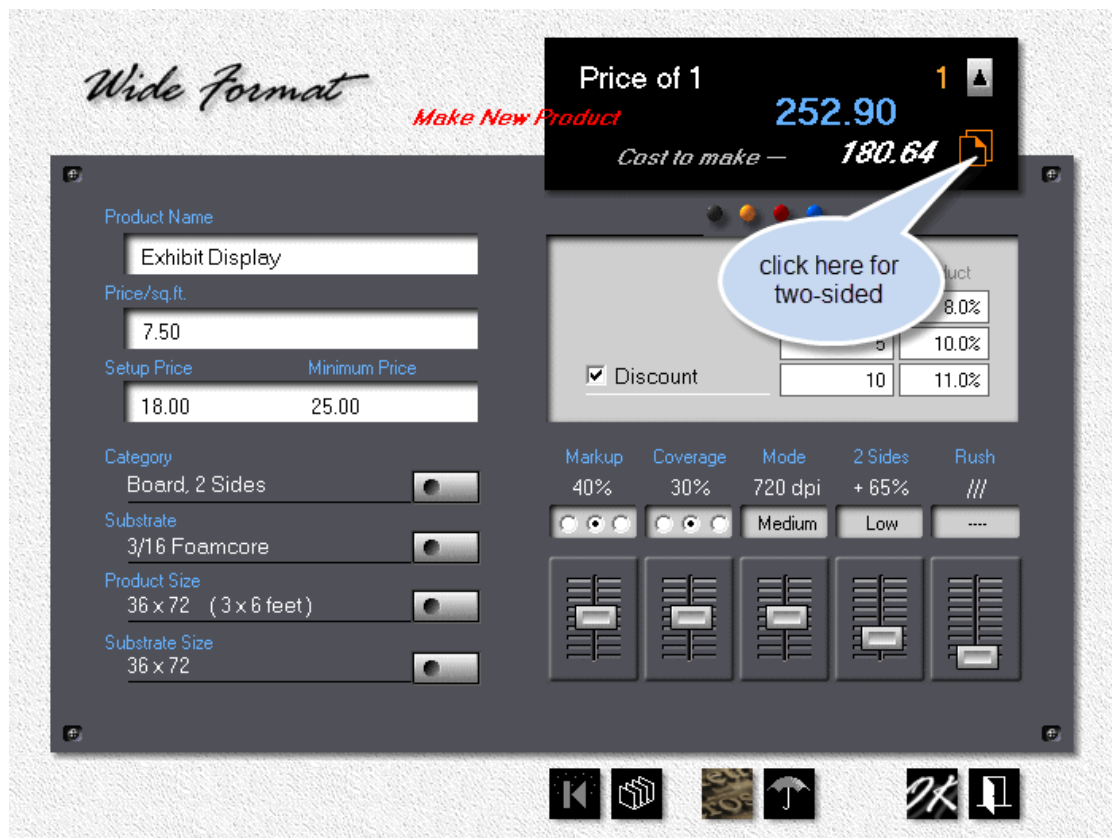 Wide Format
Make New Product
Price of 1 1
252.90
Cost to make — 180.64
click here for
two-sided
Product Name
Exhibit Display
Price/sq.ft.
7.50
Setup Price Minimum Price
18.00 25.00
Category
Board, 2 Sides
Substrate
3/16 Foamcore
Product Size
36 x 72 ( 3 x 6 feet )
Substrate Size
36 x 72
8.0%
5 10.0%
Discount 10 11.0%
Markup Coverage Mode 2 Sides Rush
40% 30% 720 dpi + 65% ///
Medium Low ----
OK